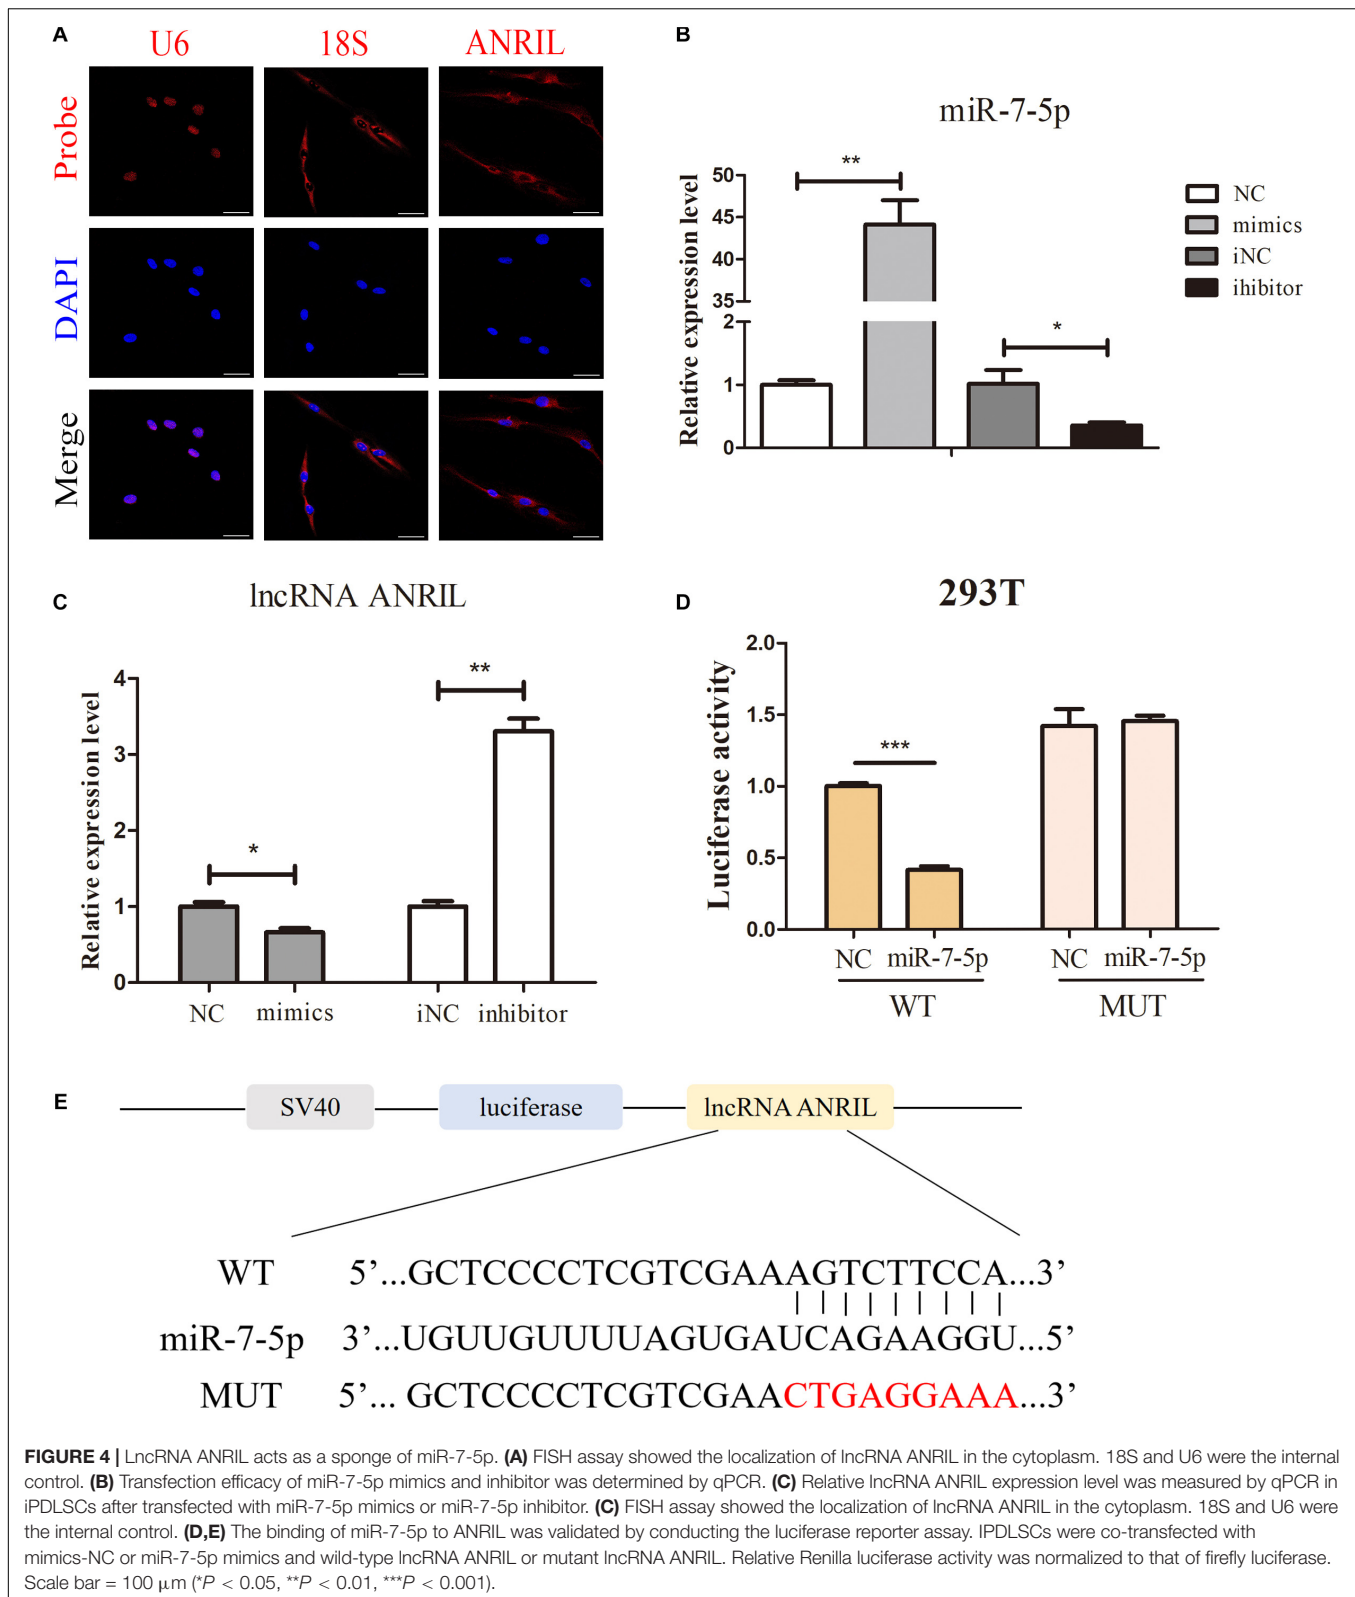 A
U6
18S
ANRIL
Probe
DAPI
Merge
B
miR-7-5p
Relative expression level
50
45
40
35
2
1
0
**
*
NC
mimics
iNC
ihibitor
C
lncRNA ANRIL
Relative expression level
4
3
2
1
0
*
**
NC
mimics
iNC
inhibitor
D
293T
Luciferase activity
2.0
1.5
1.0
0.5
0.0
***
NC miR-7-5p
NC miR-7-5p
WT
MUT
E
SV40
luciferase
lncRNA ANRIL
WT 5’...GCTCCCCTCGTCGAAAGTCTTCCA...3’
miR-7-5p 3’...UGUUGUUUUAGUGAUCAGAAGGU...5’
MUT 5’... GCTCCCCTCGTCGAACTGAGGAAA...3’
FIGURE 4 | LncRNA ANRIL acts as a sponge of miR-7-5p. (A) FISH assay showed the localization of lncRNA ANRIL in the cytoplasm. 18S and U6 were the internal
control. (B) Transfection efficacy of miR-7-5p mimics and inhibitor was determined by qPCR. (C) Relative lncRNA ANRIL expression level was measured by qPCR in
iPDLSCs after transfected with miR-7-5p mimics or miR-7-5p inhibitor. (C) FISH assay showed the localization of lncRNA ANRIL in the cytoplasm. 18S and U6 were
the internal control. (D,E) The binding of miR-7-5p to ANRIL was validated by conducting the luciferase reporter assay. IPDLSCs were co-transfected with
mimics-NC or miR-7-5p mimics and wild-type lncRNA ANRIL or mutant lncRNA ANRIL. Relative Renilla luciferase activity was normalized to that of firefly luciferase.
Scale bar = 100 μm (*P < 0.05, **P < 0.01, ***P < 0.001).